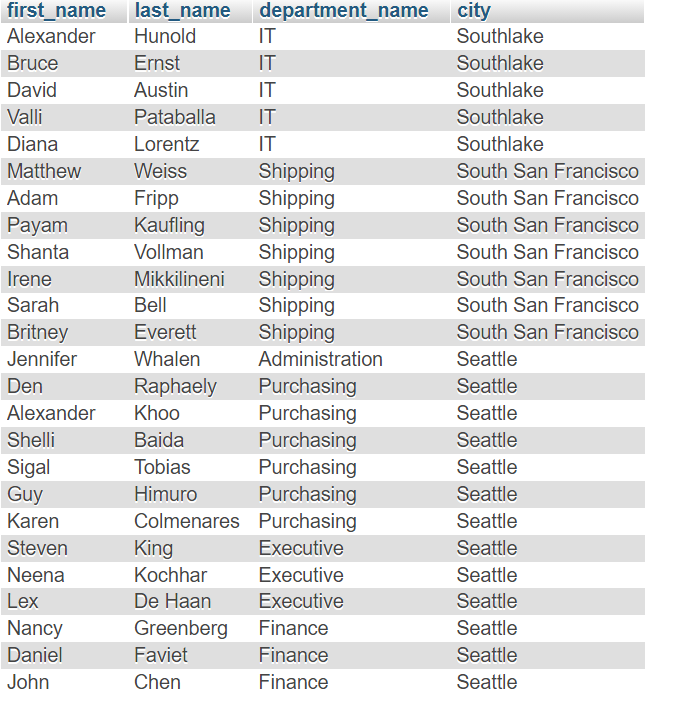 first_name last_name department_name city
Alexander Hunold IT Southlake
Bruce Ernst IT Southlake
David Austin IT Southlake
Valli Pataballa IT Southlake
Diana Lorentz IT Southlake
Matthew Weiss Shipping South San Francisco
Adam Fripp Shipping South San Francisco
Payam Kaufling Shipping South San Francisco
Shanta Vollman Shipping South San Francisco
Irene Mikkilineni Shipping South San Francisco
Sarah Bell Shipping South San Francisco
Britney Everett Shipping South San Francisco
Jennifer Whalen Administration Seattle
Den Raphaely Purchasing Seattle
Alexander Khoo Purchasing Seattle
Shelli Baida Purchasing Seattle
Sigal Tobias Purchasing Seattle
Guy Himuro Purchasing Seattle
Karen Colmenares Purchasing Seattle
Steven King Executive Seattle
Neena Kochhar Executive Seattle
Lex De Haan Executive Seattle
Nancy Greenberg Finance Seattle
Daniel Faviet Finance Seattle
John Chen Finance Seattle